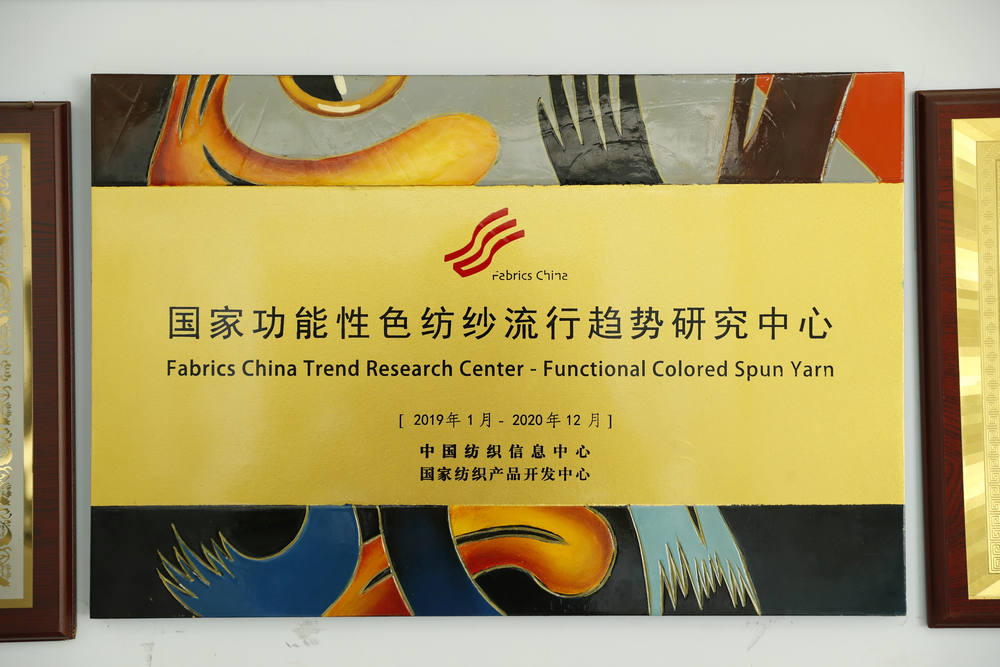 Fabrics China
国家功能性色纺纱流行趋势研究中心
Fabrics China Trend Research Center - Functional Colored Spun Yarn
[ 2019年1月 - 2020年12月 ]
中国纺织信息中心
国家纺织产品开发中心